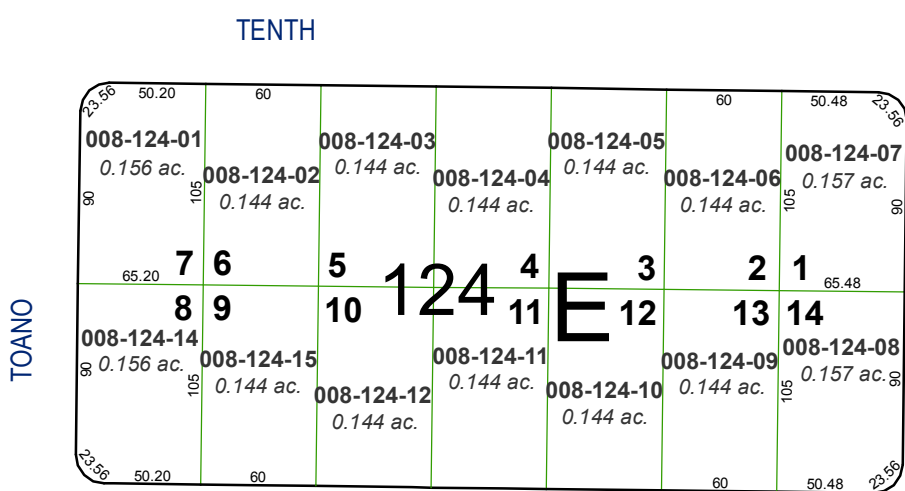 TENTH
23.56
50.20
60
60
50.48
23.56
008-124-01
0.156 ac.
008-124-02
0.144 ac.
008-124-03
0.144 ac.
008-124-04
0.144 ac.
008-124-05
0.144 ac.
008-124-06
0.144 ac.
008-124-07
0.157 ac.
90
105
105
90
65.20
7
6
5
4
3
2
1
65.48
124 E
TOANO
8
9
10
11
12
13
14
008-124-14
0.156 ac.
008-124-15
0.144 ac.
008-124-12
0.144 ac.
008-124-11
0.144 ac.
008-124-10
0.144 ac.
008-124-09
0.144 ac.
008-124-08
0.157 ac.
90
105
105
90
23.56
50.20
60
60
50.48
23.56